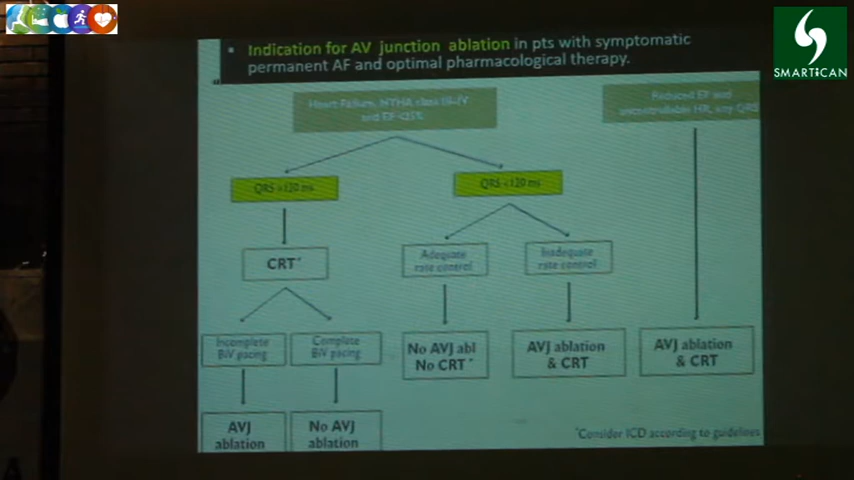 SMARTICAN
Indication for AV junction ablation in pts with symptomatic
permanent AF and optimal pharmacological therapy.
Heart Failure, NYHA class III-IV
and EF <35%
Reduced EF and
uncontrollable HR, any QRS
QRS ≥120 ms
QRS <120 ms
CRT*
Adequate
rate control
Inadequate
rate control
Incomplete
BiV pacing
Complete
BiV pacing
No AVJ abl
No CRT*
AVJ ablation
& CRT
AVJ ablation
& CRT
AVJ
ablation
No AVJ
ablation
*Consider ICD according to guidelines